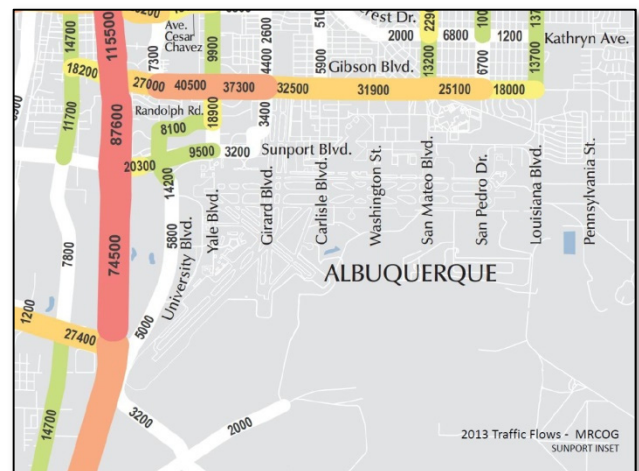 115500
14700
Ave.
Cesar
Chavez
7300
9900
2600
4400
5900
2000
6800
1200
Kathryn Ave.
13200
6700
13700
18200
Gibson Blvd.
27000
40500
37300
32500
31900
25100
18000
11700
87600
Randolph Rd.
8100
18900
3400
Sunport Blvd.
20300
9500
3200
14200
7800
74500
5800
University Blvd.
Yale Blvd.
Girard Blvd.
Carlisle Blvd.
Washington St.
San Mateo Blvd.
San Pedro Dr.
Louisiana Blvd.
Pennsylvania St.
ALBUQUERQUE
1200
27400
5000
14700
3200
2000
2013 Traffic Flows - MRCOG
SUNPORT INSET